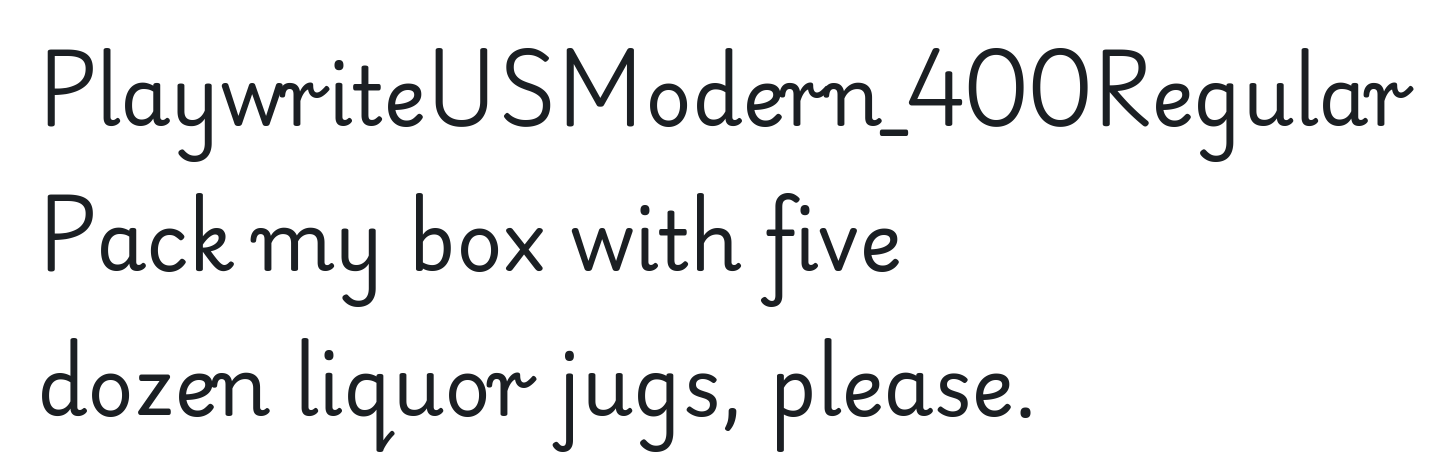 PlaywriteUSModern_400Regular
Pack my box with five
dozen liquor jugs, please.